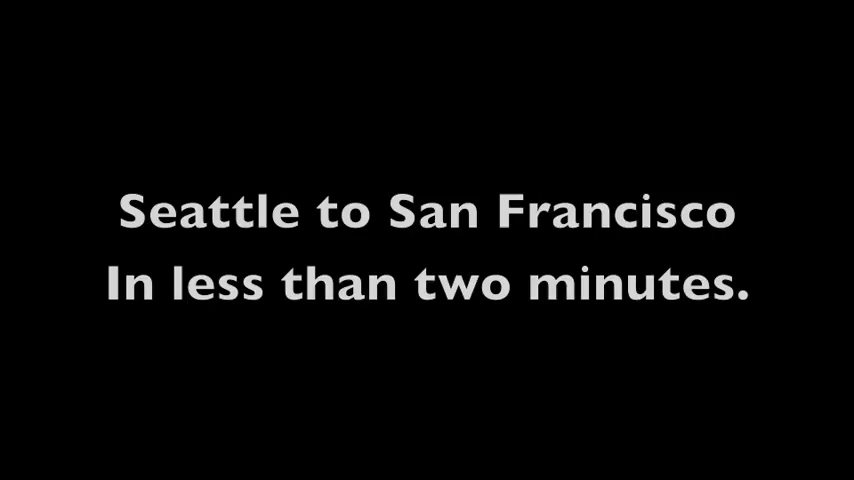 Seattle to San Francisco
In less than two minutes.